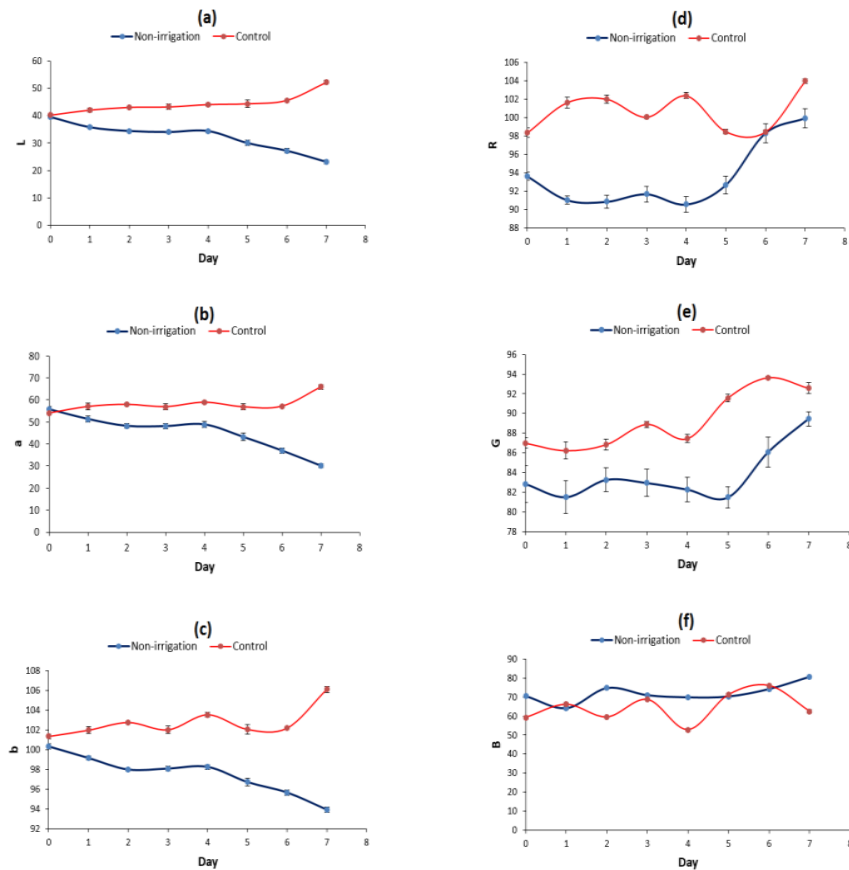 (a)
Non-irrigation Control
60
50
40
30
20
10
0
L
0 1 2 3 4 5 6 7 8
Day
(b)
Non-irrigation Control
80
70
60
50
40
30
20
10
0
a
0 1 2 3 4 5 6 7 8
Day
(c)
Non-irrigation Control
108
106
104
102
100
98
96
94
92
b
0 1 2 3 4 5 6 7 8
Day
(d)
Non-irrigation Control
106
104
102
100
98
96
94
92
90
88
R
0 1 2 3 4 5 6 7 8
Day
(e)
Non-irrigation Control
96
94
92
90
88
86
84
82
80
78
G
0 1 2 3 4 5 6 7 8
Day
(f)
Non-irrigation Control
90
80
70
60
50
40
30
20
10
0
B
0 1 2 3 4 5 6 7 8
Day